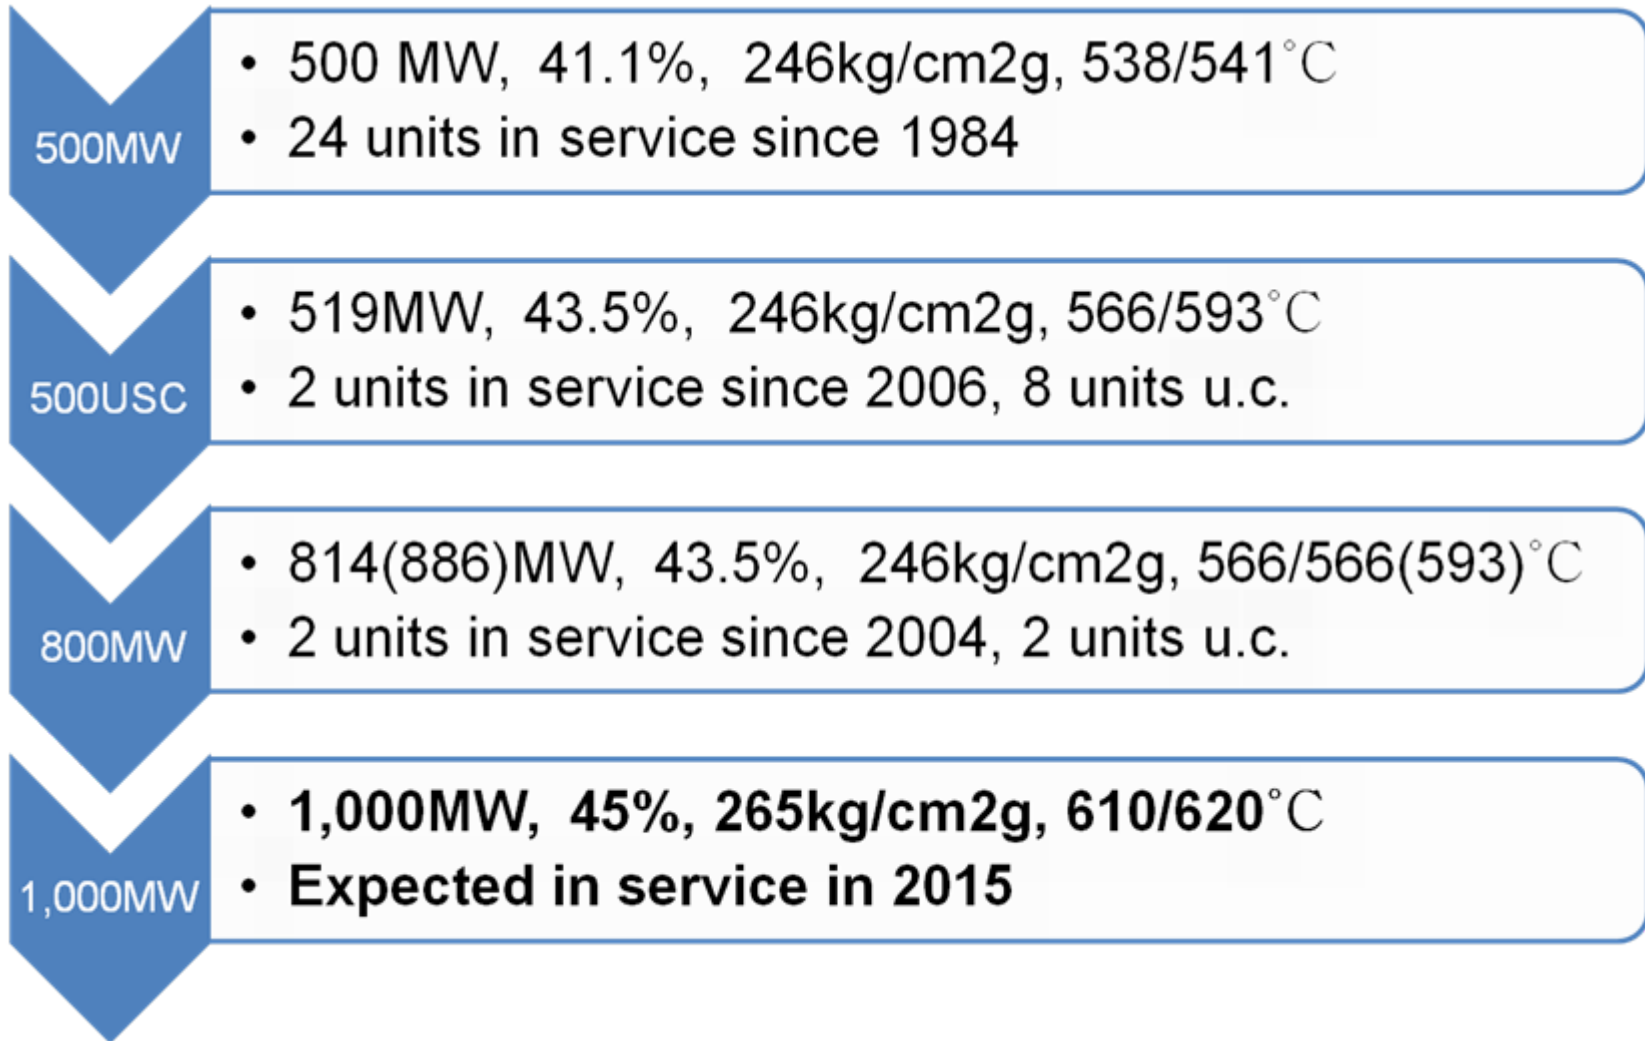 500MW
• 500 MW, 41.1%, 246kg/cm2g, 538/541°C
• 24 units in service since 1984
500USC
• 519MW, 43.5%, 246kg/cm2g, 566/593°C
• 2 units in service since 2006, 8 units u.c.
800MW
• 814(886)MW, 43.5%, 246kg/cm2g, 566/566(593)°C
• 2 units in service since 2004, 2 units u.c.
1,000MW
• 1,000MW, 45%, 265kg/cm2g, 610/620°C
• Expected in service in 2015